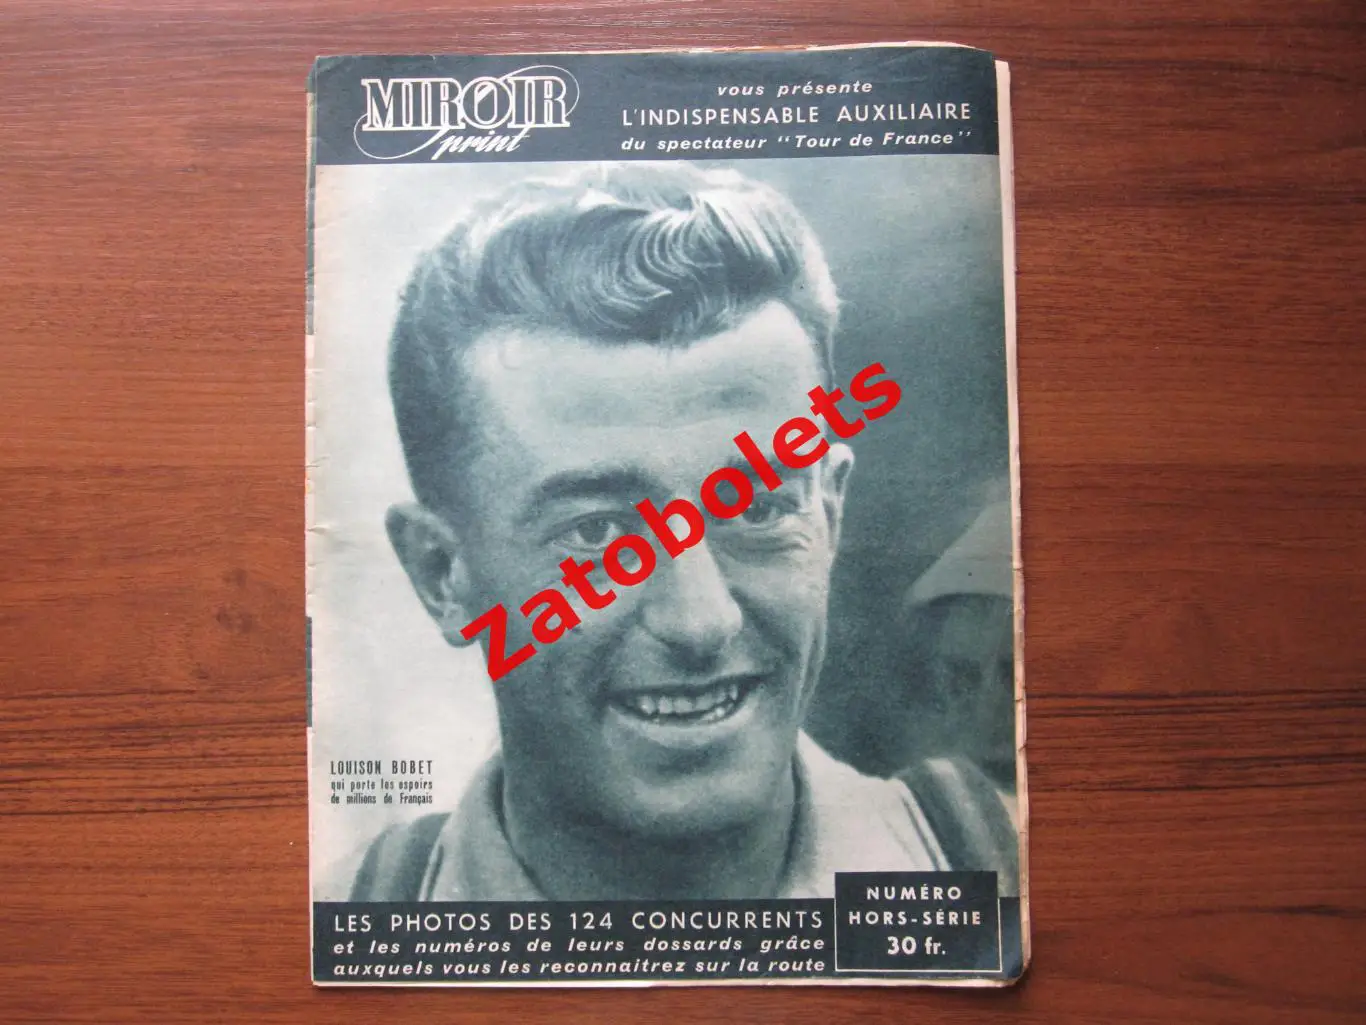 MIROIR
sprint
vous présente
L'INDISPENSABLE AUXILIAIRE
du spectateur "Tour de France"
Zatobolets
LOUISON BOBET
qui porte les espoirs
de millions de Français
LES PHOTOS DES 124 CONCURRENTS
et les numéros de leurs dossards grâce
auxquels vous les reconnaitrez sur la route
NUMÉRO
HORS-SÉRIE
30 fr.